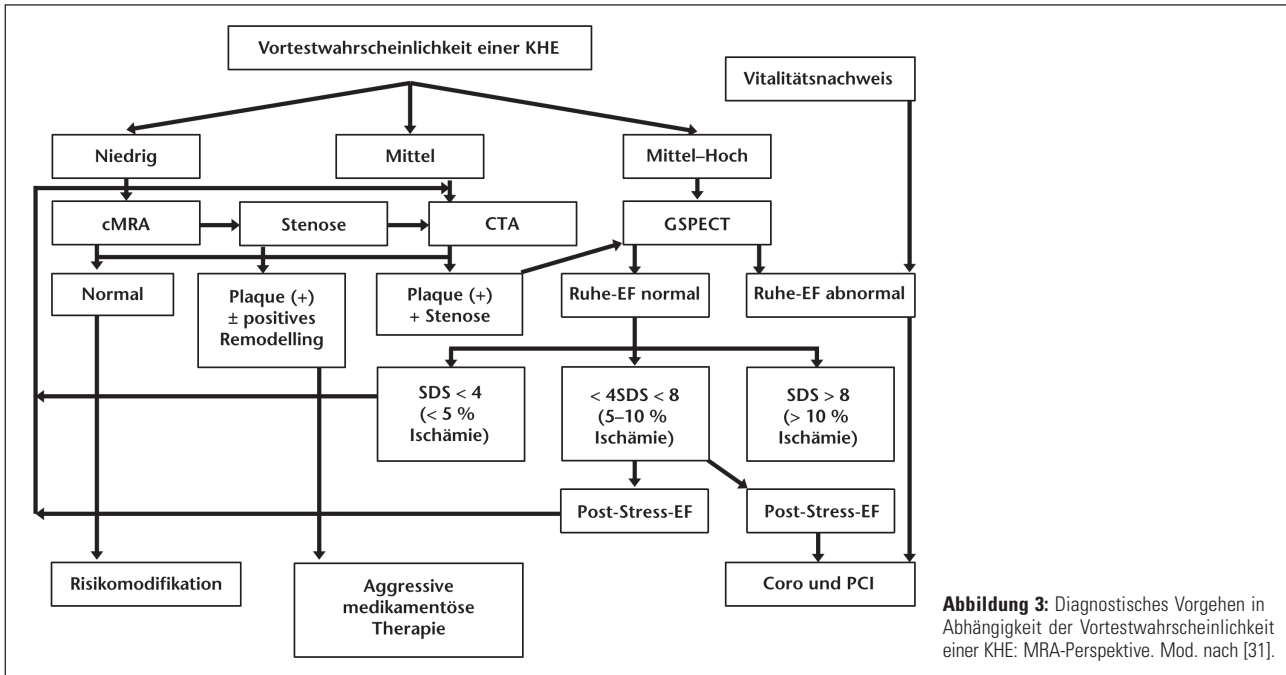 Vortestwahrscheinlichkeit einer KHE
Vitalitätsnachweis
Niedrig
Mittel
Mittel–Hoch
cMRA
Stenose
CTA
GSPECT
Normal
Plaque (+)
± positives
Remodelling
Plaque (+)
+ Stenose
Ruhe-EF normal
Ruhe-EF abnormal
SDS < 4
(< 5 %
Ischämie)
< 4SDS < 8
(5–10 %
Ischämie)
SDS > 8
(> 10 %
Ischämie)
Post-Stress-EF
Post-Stress-EF
Risikomodifikation
Aggressive
medikamentöse
Therapie
Coro und PCI
Abbildung 3: Diagnostisches Vorgehen in
Abhängigkeit der Vortestwahrscheinlichkeit
einer KHE: MRA-Perspektive. Mod. nach [31].